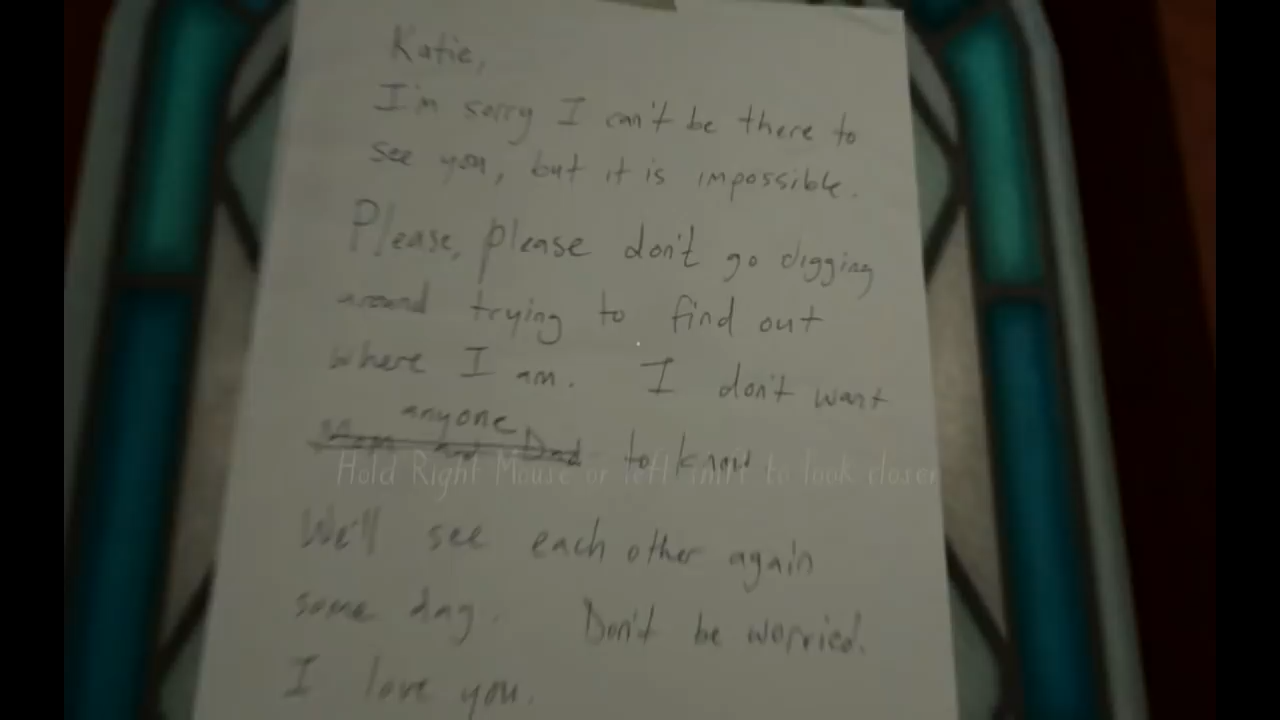 Katie,
I'm sorry I can't be there to
see you, but it is impossible.
Please, please don't go digging
around trying to find out
where I am. I don't want
anyone
Mom and Dad to know
Hold Right Mouse or left shift to look closer
We'll see each other again
some day. Don't be worried.
I love you.